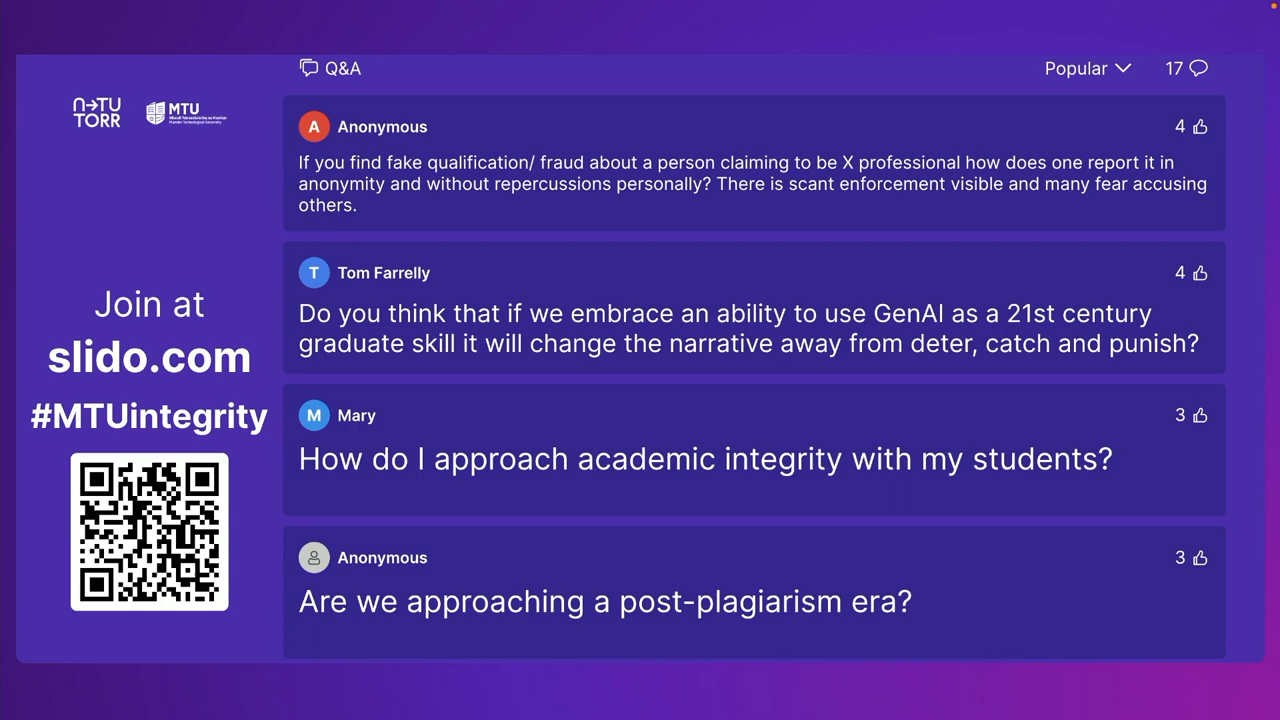 Q&A
Popular
17
N→TU
TORR
MTU
A
Anonymous
4
If you find fake qualification/ fraud about a person claiming to be X professional how does one report it in
anonymity and without repercussions personally? There is scant enforcement visible and many fear accusing
others.
T
Tom Farrelly
4
Do you think that if we embrace an ability to use GenAI as a 21st century
graduate skill it will change the narrative away from deter, catch and punish?
Join at
slido.com
#MTUintegrity
M
Mary
3
How do I approach academic integrity with my students?
Anonymous
3
Are we approaching a post-plagiarism era?